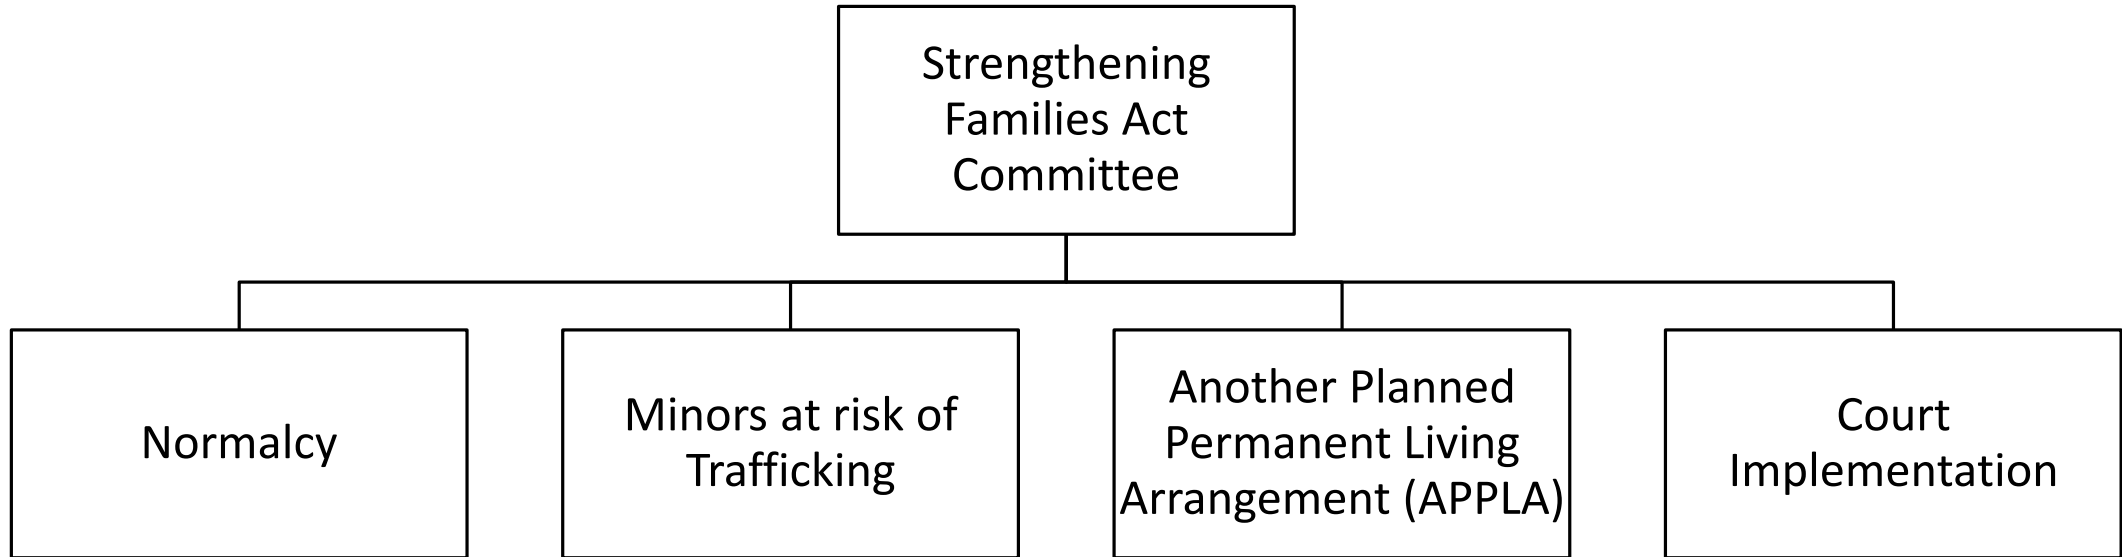 Strengthening
Families Act
Committee
Normalcy
Minors at risk of
Trafficking
Another Planned
Permanent Living
Arrangement (APPLA)
Court
Implementation